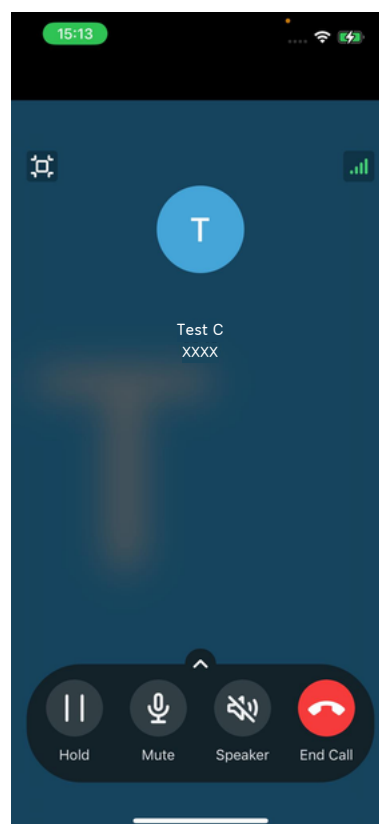 15:13
T
Test C
XXXX
T
Hold Mute Speaker End Call